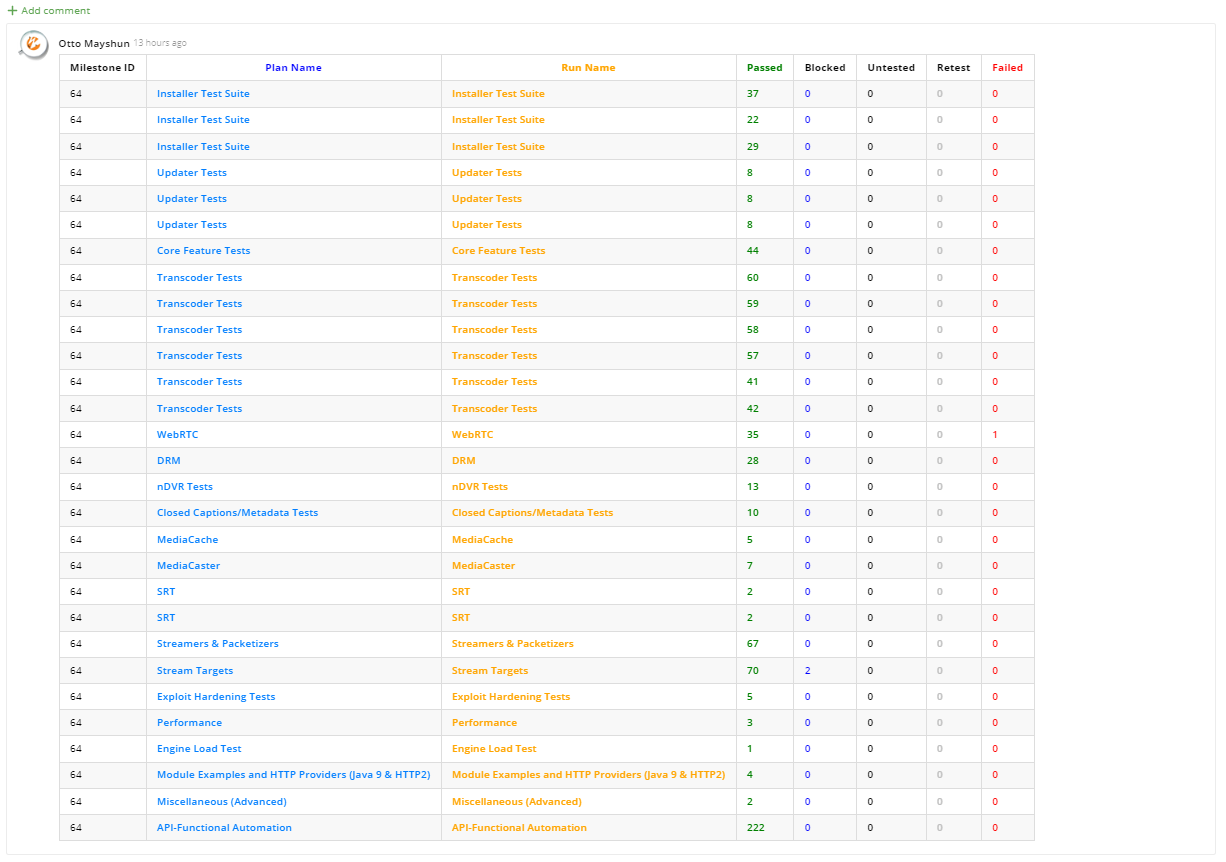 + Add comment
Otto Mayshun 13 hours ago
Milestone ID Plan Name Run Name Passed Blocked Untested Retest Failed
64 Installer Test Suite Installer Test Suite 37 0 0 0 0
64 Installer Test Suite Installer Test Suite 22 0 0 0 0
64 Installer Test Suite Installer Test Suite 29 0 0 0 0
64 Updater Tests Updater Tests 8 0 0 0 0
64 Updater Tests Updater Tests 8 0 0 0 0
64 Updater Tests Updater Tests 8 0 0 0 0
64 Core Feature Tests Core Feature Tests 44 0 0 0 0
64 Transcoder Tests Transcoder Tests 60 0 0 0 0
64 Transcoder Tests Transcoder Tests 59 0 0 0 0
64 Transcoder Tests Transcoder Tests 58 0 0 0 0
64 Transcoder Tests Transcoder Tests 57 0 0 0 0
64 Transcoder Tests Transcoder Tests 41 0 0 0 0
64 Transcoder Tests Transcoder Tests 42 0 0 0 0
64 WebRTC WebRTC 35 0 0 0 1
64 DRM DRM 28 0 0 0 0
64 nDVR Tests nDVR Tests 13 0 0 0 0
64 Closed Captions/Metadata Tests Closed Captions/Metadata Tests 10 0 0 0 0
64 MediaCache MediaCache 5 0 0 0 0
64 MediaCaster MediaCaster 7 0 0 0 0
64 SRT SRT 2 0 0 0 0
64 SRT SRT 2 0 0 0 0
64 Streamers & Packetizers Streamers & Packetizers 67 0 0 0 0
64 Stream Targets Stream Targets 70 2 0 0 0
64 Exploit Hardening Tests Exploit Hardening Tests 5 0 0 0 0
64 Performance Performance 3 0 0 0 0
64 Engine Load Test Engine Load Test 1 0 0 0 0
64 Module Examples and HTTP Providers (Java 9 & HTTP2) Module Examples and HTTP Providers (Java 9 & HTTP2) 4 0 0 0 0
64 Miscellaneous (Advanced) Miscellaneous (Advanced) 2 0 0 0 0
64 API-Functional Automation API-Functional Automation 222 0 0 0 0